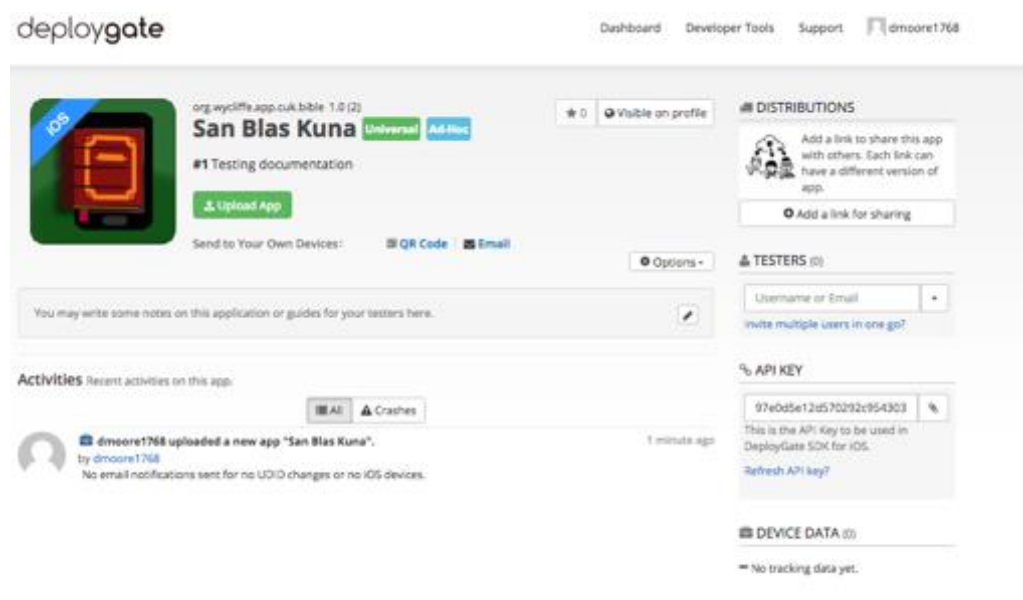 deploygate
Dashboard Developer Tools Support dmoore1768
iOS
org.wycliffe.app.cuk.bible 1.0 (2)
San Blas Kuna Universal Ad-Hoc
0 Visible on profile
#1 Testing documentation
Upload App
Send to Your Own Devices: QR Code Email
Options
You may write some notes on this application or guides for your testers here.
Activities Recent activities on this app.
All Crashes
dmoore1768 uploaded a new app "San Blas Kuna".
1 minute ago
by dmoore1768
No email notifications sent for no UDID changes or no iOS devices.
DISTRIBUTIONS
Add a link to share this app
with others. Each link can
have a different version of
app.
Add a link for sharing
TESTERS (0)
Username or Email
Invite multiple users in one go?
API KEY
97e0d5e12d570292c954303
This is the API Key to be used in
DeployGate SDK for iOS.
Refresh API key?
DEVICE DATA (0)
No tracking data yet.